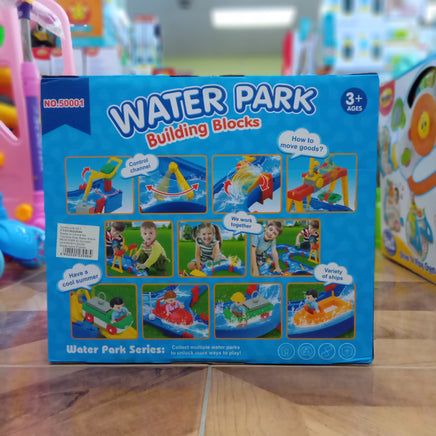 NO.50001
WATER PARK
Building Blocks
3+
AGES
Control
channel
How to
move goods?
We work
together
Have a
cool summer
Variety
of ships
Water Park Series:
Collect multiple water parks
to unlock more ways to play!